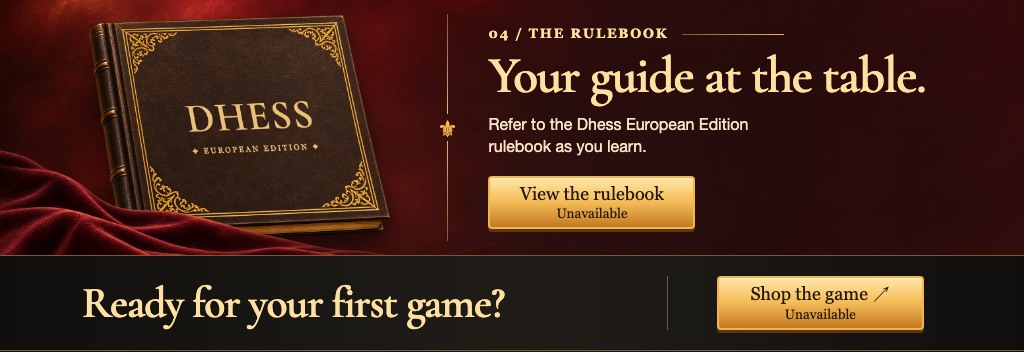 DHESS
EUROPEAN EDITION
04 / THE RULEBOOK
Your guide at the table.
Refer to the Dhess European Edition
rulebook as you learn.
View the rulebook
Unavailable
Ready for your first game?
Shop the game ↗
Unavailable